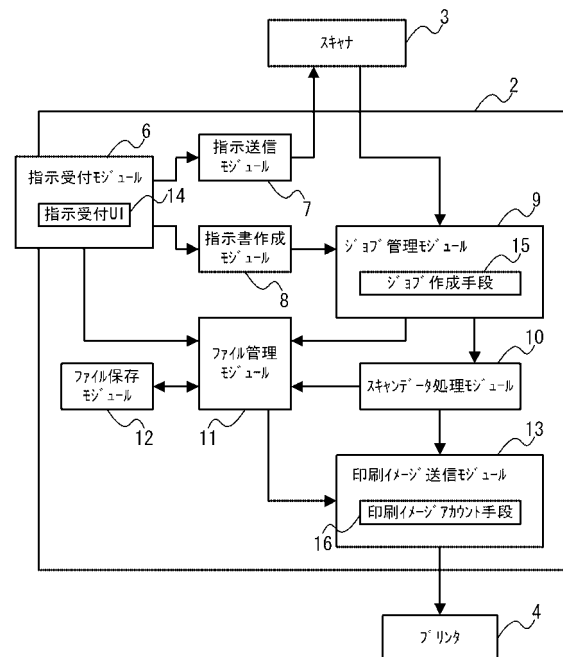 3
スキャナ
2
6
指示受付モジュール
指示受付UI
14
指示送信
モジュール
7
指示書作成
モジュール
8
9
ジョブ管理モジュール
15
ジョブ作成手段
ファイル管理
モジュール
11
ファイル保存
モジュール
12
10
スキャンデータ処理モジュール
13
印刷イメージ送信モジュール
印刷イメージアカウント手段
16
プリンタ
4